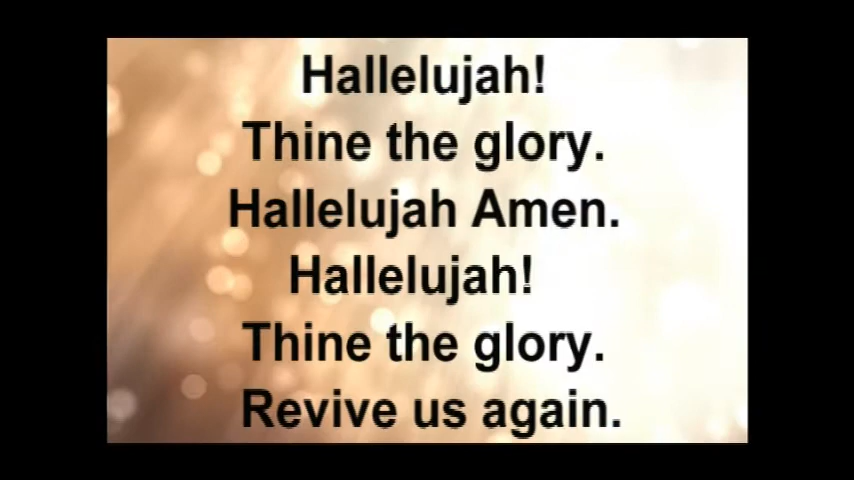 Hallelujah!
Thine the glory.
Hallelujah Amen.
Hallelujah!
Thine the glory.
Revive us again.